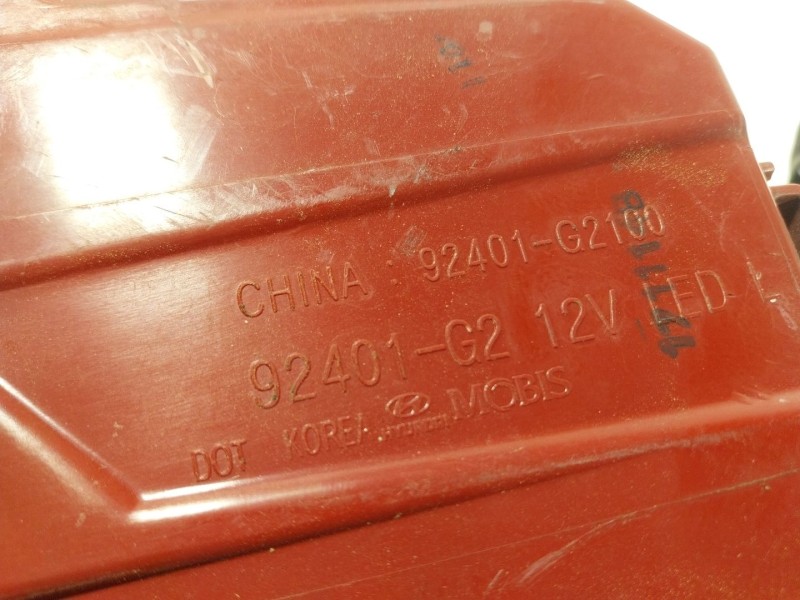 CHINA : 92401-G2100
92401-G2 12V LED L
DOT KOREA HYUNDAI MOBIS